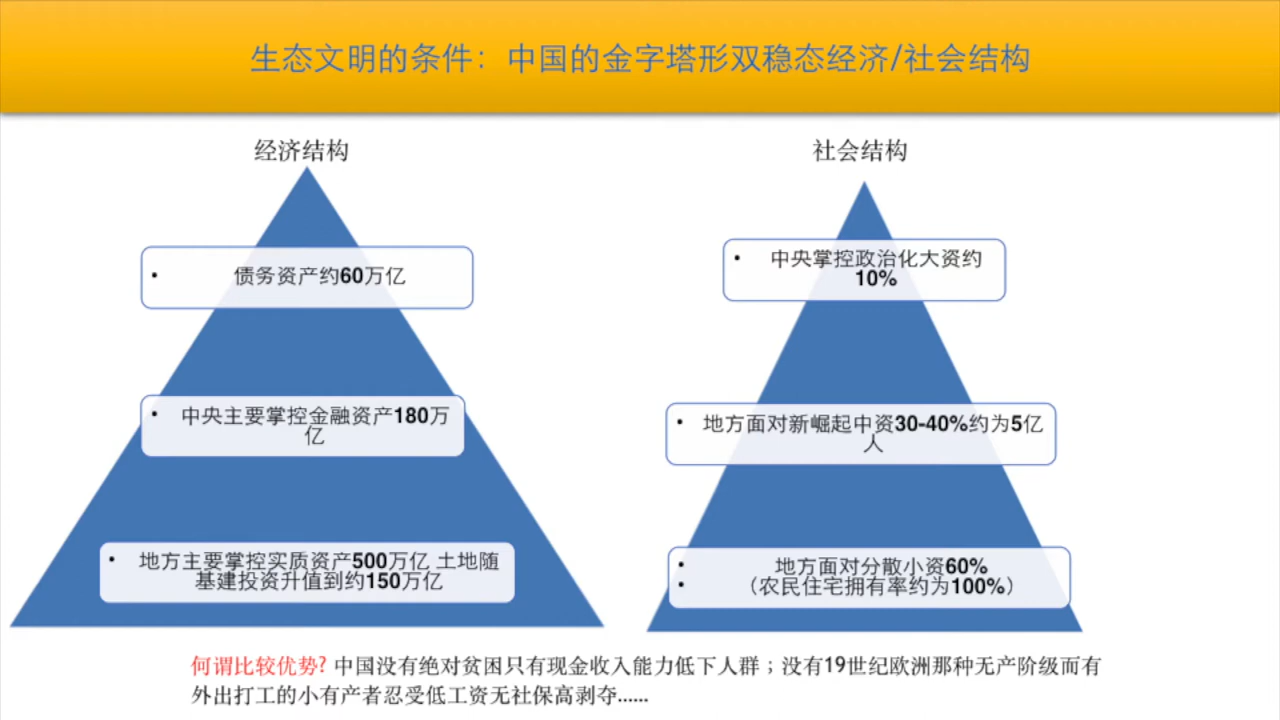 生态文明的条件：中国的金字塔形双稳态经济/社会结构
经济结构
• 债务资产约60万亿
• 中央主要掌控金融资产180万
亿
• 地方主要掌控实质资产500万亿 土地随
基建投资升值到约150万亿
社会结构
• 中央掌控政治化大资约
10%
• 地方面对新崛起中资30-40%约为5亿
人
• 地方面对分散小资60%
• （农民住宅拥有率约为100%）
何谓比较优势? 中国没有绝对贫困只有现金收入能力低下人群；没有19世纪欧洲那种无产阶级而有
外出打工的小有产者忍受低工资无社保高剥夺......